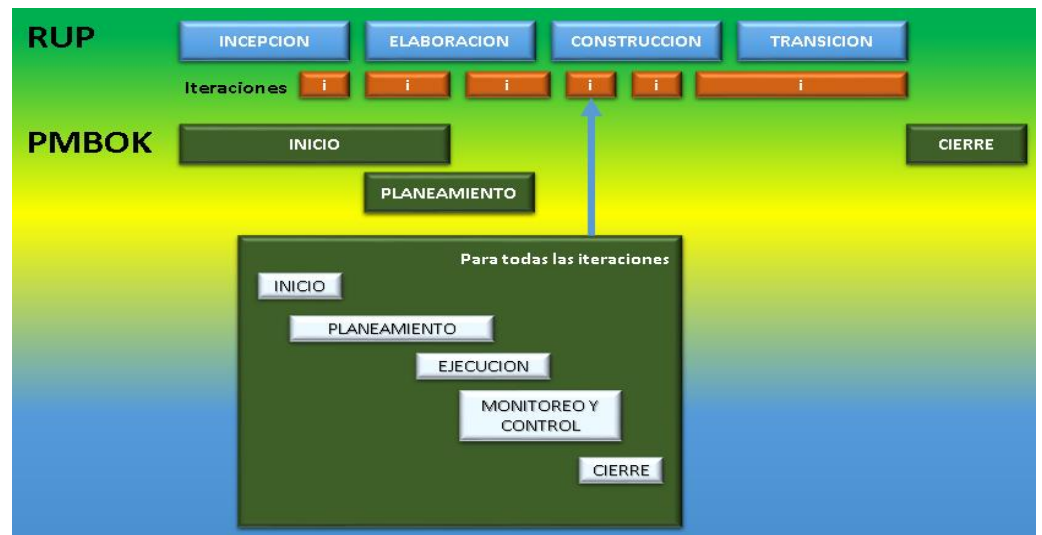 RUP
INCEPCION
ELABORACION
CONSTRUCCION
TRANSICION
Iteraciones
i
i
i
i
i
i
PMBOK
INICIO
CIERRE
PLANEAMIENTO
Para todas las iteraciones
INICIO
PLANEAMIENTO
EJECUCION
MONITOREO Y
CONTROL
CIERRE